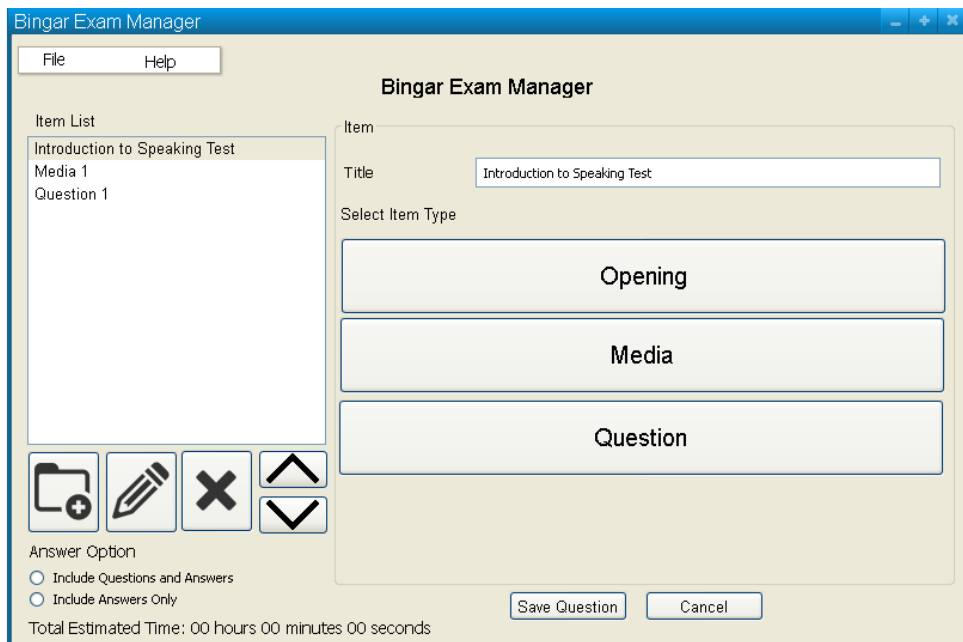 Bingar Exam Manager
File Help
Bingar Exam Manager
Item List
Introduction to Speaking Test
Media 1
Question 1
Item
Title Introduction to Speaking Test
Select Item Type
Opening
Media
Question
Answer Option
Include Questions and Answers
Include Answers Only
Save Question Cancel
Total Estimated Time: 00 hours 00 minutes 00 seconds